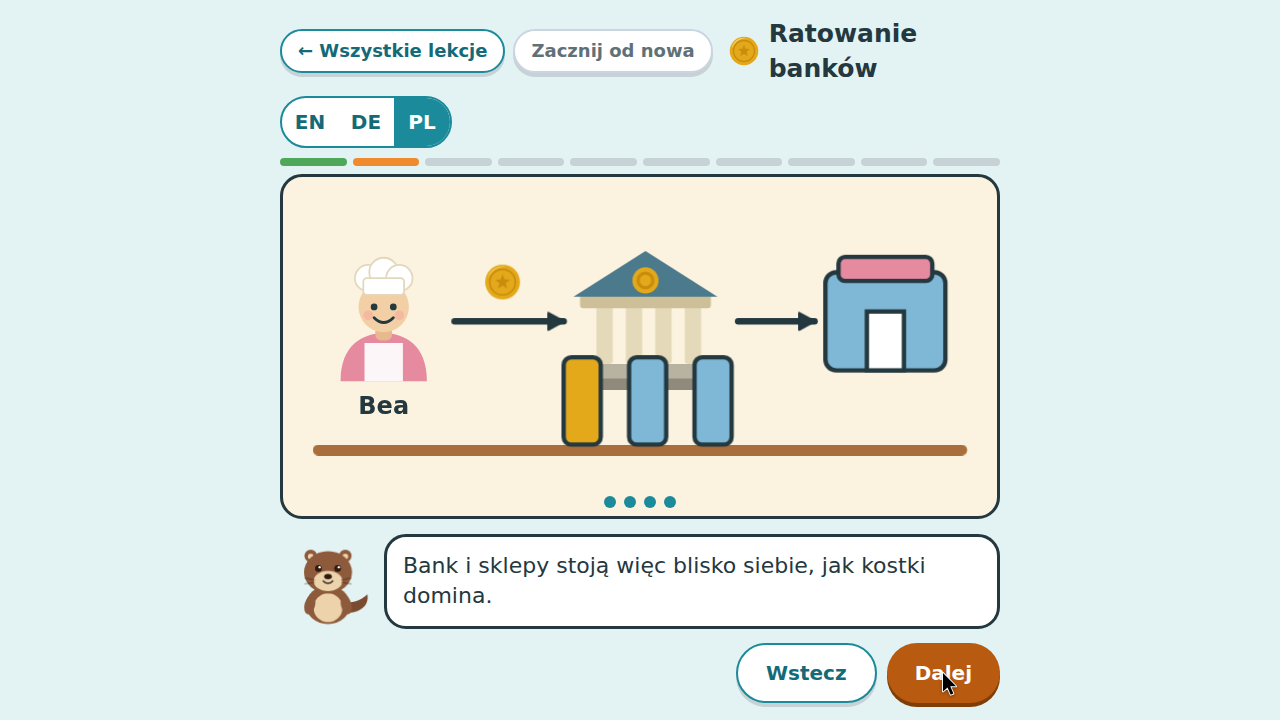 ← Wszystkie lekcje
Zacznij od nowa
Ratowanie
banków
EN DE PL
Bea
Bank i sklepy stoją więc blisko siebie, jak kostki
domina.
Wstecz
Dalej